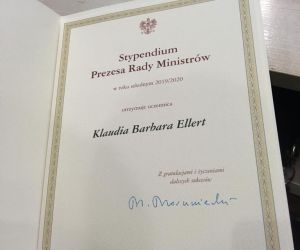 Stypendium
Prezesa Rady Ministrów
w roku szkolnym 2019/2020
otrzymuje uczennica
Klaudia Barbara Ellert
Z gratulacjami i życzeniami
dalszych sukcesów